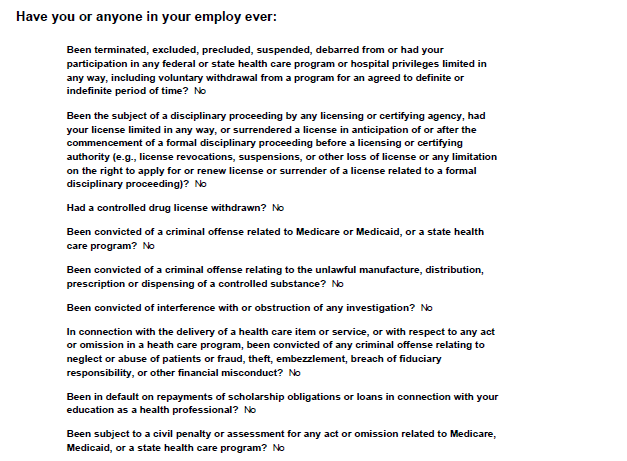 Have you or anyone in your employ ever:
Been terminated, excluded, precluded, suspended, debarred from or had your
participation in any federal or state health care program or hospital privileges limited in
any way, including voluntary withdrawal from a program for an agreed to definite or
indefinite period of time? No
Been the subject of a disciplinary proceeding by any licensing or certifying agency, had
your license limited in any way, or surrendered a license in anticipation of or after the
commencement of a formal disciplinary proceeding before a licensing or certifying
authority (e.g., license revocations, suspensions, or other loss of license or any limitation
on the right to apply for or renew license or surrender of a license related to a formal
disciplinary proceeding)? No
Had a controlled drug license withdrawn? No
Been convicted of a criminal offense related to Medicare or Medicaid, or a state health
care program? No
Been convicted of a criminal offense relating to the unlawful manufacture, distribution,
prescription or dispensing of a controlled substance? No
Been convicted of interference with or obstruction of any investigation? No
In connection with the delivery of a health care item or service, or with respect to any act
or omission in a heath care program, been convicted of any criminal offense relating to
neglect or abuse of patients or fraud, theft, embezzlement, breach of fiduciary
responsibility, or other financial misconduct? No
Been in default on repayments of scholarship obligations or loans in connection with your
education as a health professional? No
Been subject to a civil penalty or assessment for any act or omission related to Medicare,
Medicaid, or a state health care program? No